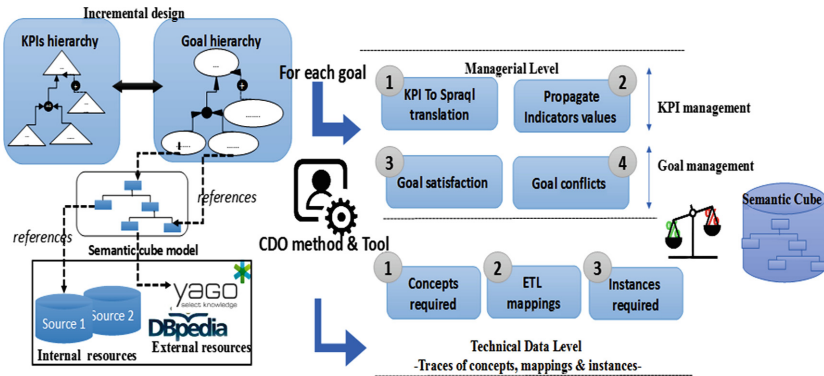 Incremental design
KPIs hierarchy
Goal hierarchy
For each goal
Managerial Level
1
KPI To Spraql
translation
2
Propagate
Indicators values
KPI management
3
Goal satisfaction
4
Goal conflicts
Goal management
references
references
Semantic cube model
CDO method & Tool
Semantic Cube
Source 1
Source 2
yago
select knowledge
DBpedia
Internal resources
External resources
1
Concepts
required
2
ETL
mappings
3
Instances
required
Technical Data Level
-Traces of concepts, mappings & instances-